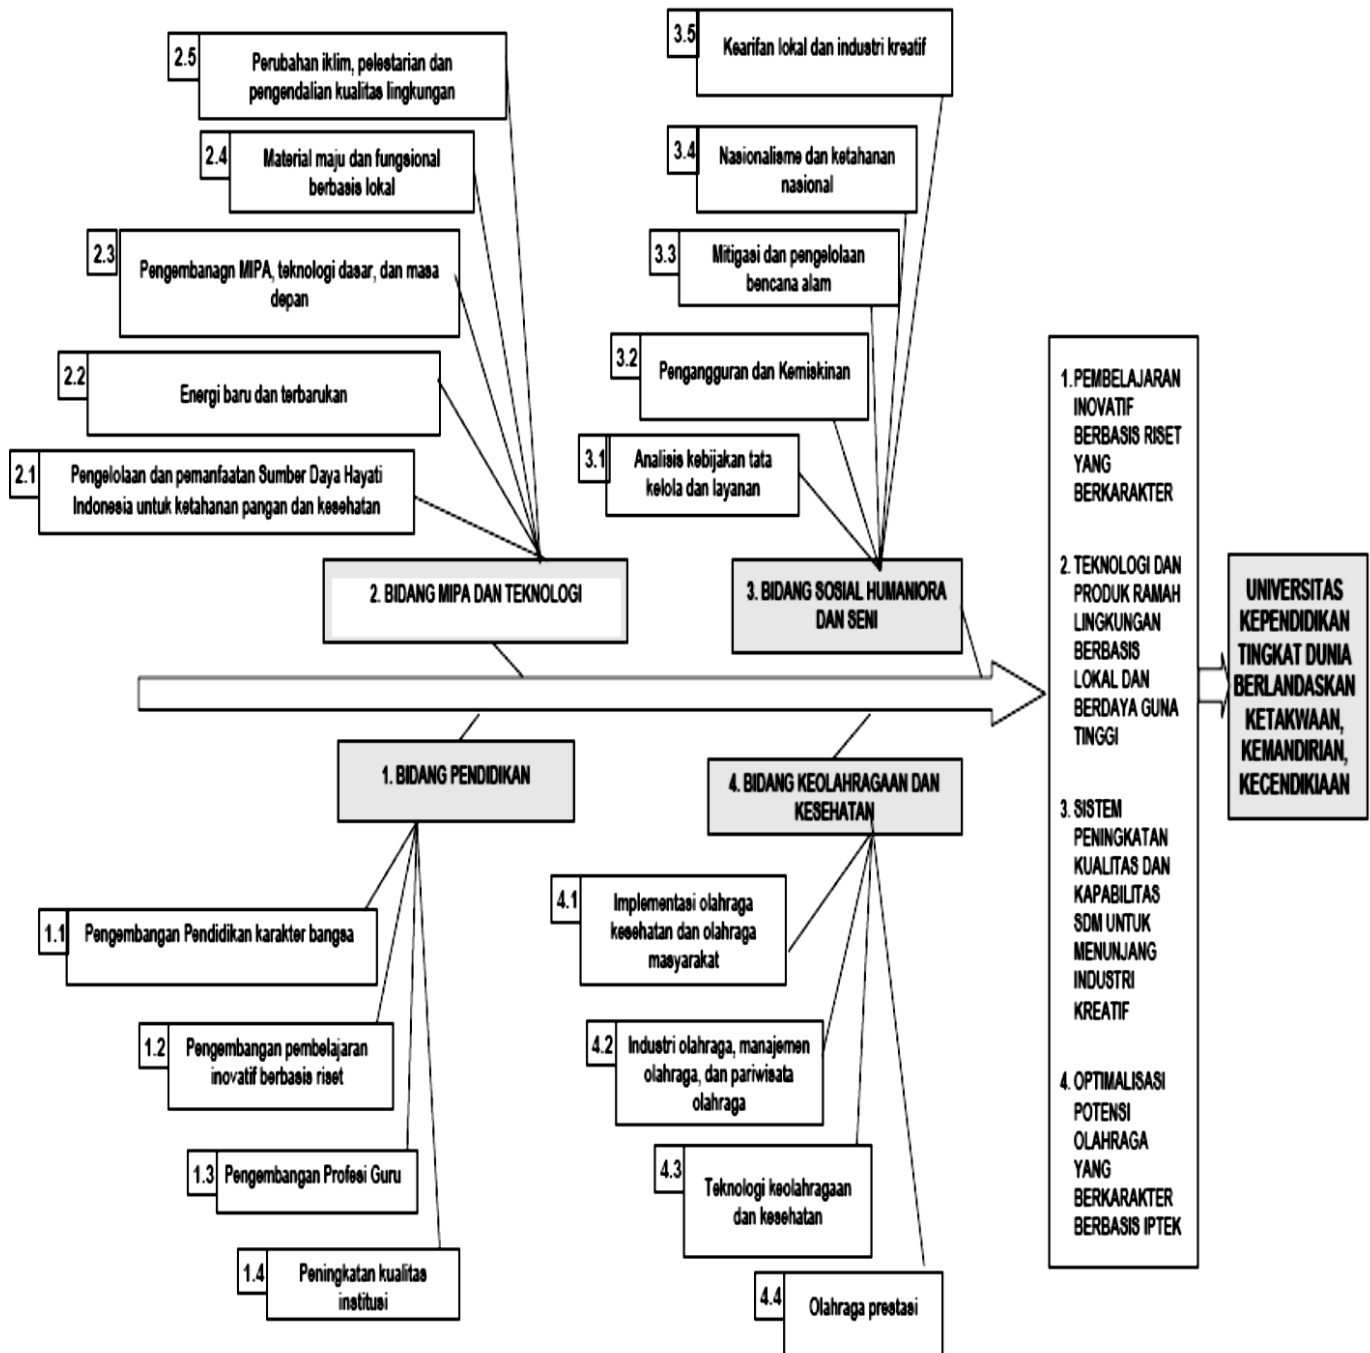 2.5
Perubahan iklim, pelestarian dan
pengendalian kualitas lingkungan
2.4
Material maju dan fungsional
berbasis lokal
2.3
Pengembanagn MIPA, teknologi dasar, dan masa
depan
2.2
Energi baru dan terbarukan
2.1
Pengelolaan dan pemanfaatan Sumber Daya Hayati
Indonesia untuk ketahanan pangan dan kesehatan
2. BIDANG MIPA DAN TEKNOLOGI
3.5
Kearifan lokal dan industri kreatif
3.4
Nasionalisme dan ketahanan
nasional
3.3
Mitigasi dan pengelolaan
bencana alam
3.2
Pengangguran dan Kemiskinan
3.1
Analisis kebijakan tata
kelola dan layanan
3. BIDANG SOSIAL HUMANIORA
DAN SENI
1. BIDANG PENDIDIKAN
1.1
Pengembangan Pendidikan karakter bangsa
1.2
Pengembangan pembelajaran
inovatif berbasis riset
1.3
Pengembangan Profesi Guru
1.4
Peningkatan kualitas
institusi
4. BIDANG KEOLAHRAGAAN DAN
KESEHATAN
4.1
Implementasi olahraga
kesehatan dan olahraga
masyarakat
4.2
Industri olahraga, manajemen
olahraga, dan pariwisata
olahraga
4.3
Teknologi keolahragaan
dan kesehatan
4.4
Olahraga prestasi
1. PEMBELAJARAN
INOVATIF
BERBASIS RISET
YANG
BERKARAKTER
2. TEKNOLOGI DAN
PRODUK RAMAH
LINGKUNGAN
BERBASIS
LOKAL DAN
BERDAYA GUNA
TINGGI
3. SISTEM
PENINGKATAN
KUALITAS DAN
KAPABILITAS
SDM UNTUK
MENUNJANG
INDUSTRI
KREATIF
4. OPTIMALISASI
POTENSI
OLAHRAGA
YANG
BERKARAKTER
BERBASIS IPTEK
UNIVERSITAS
KEPENDIDIKAN
TINGKAT DUNIA
BERLANDASKAN
KETAKWAAN,
KEMANDIRIAN,
KECENDIKIAAN